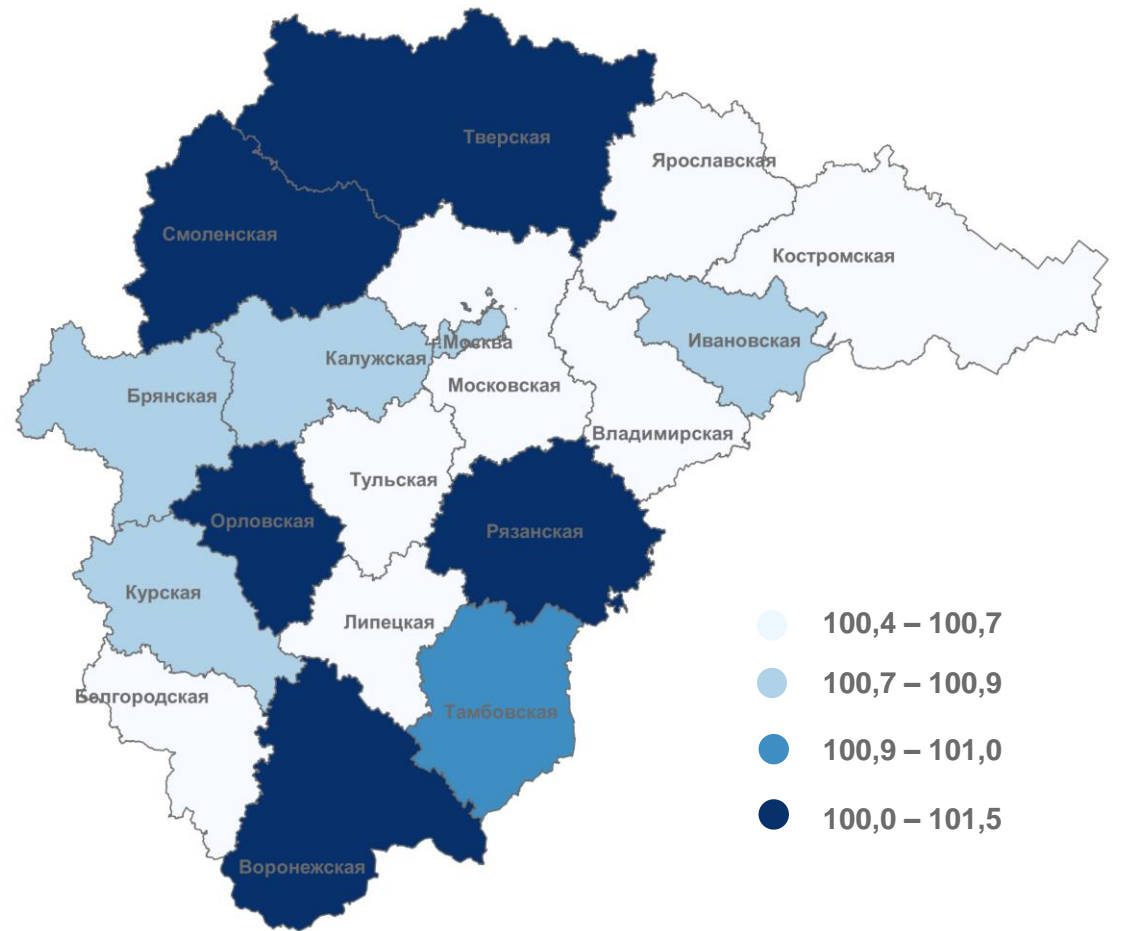 Тверская
Ярославская
Смоленская
Костромская
г.Москва
Ивановская
Калужская
Московская
Брянская
Владимирская
Тульская
Орловская
Рязанская
Курская
Липецкая
Белгородская
Тамбовская
Воронежская
100,4 – 100,7
100,7 – 100,9
100,9 – 101,0
100,0 – 101,5